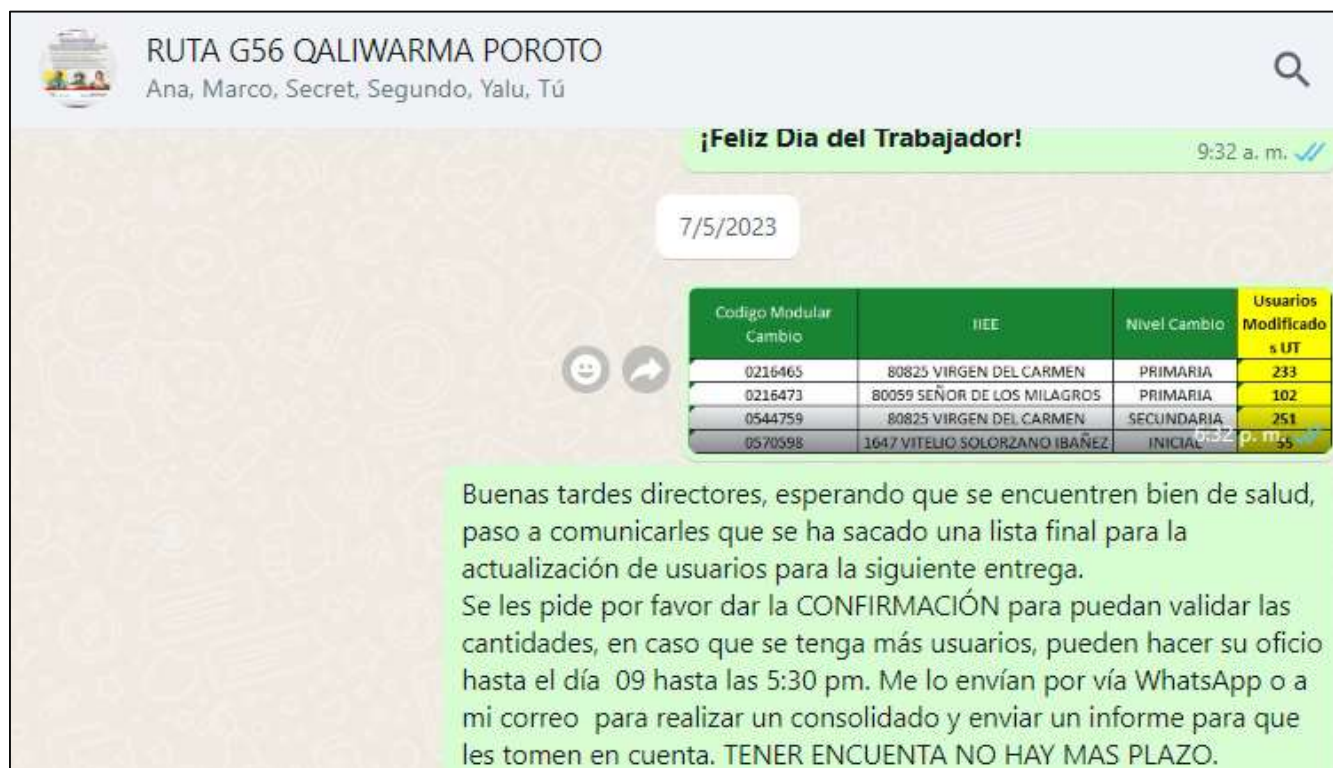 RUTA G56 QALIWARMA POROTO
Ana, Marco, Secret, Segundo, Yalu, Tú
¡Feliz Día del Trabajador!
9:32 a. m.
7/5/2023
Codigo Modular Cambio IIEE Nivel Cambio Usuarios Modificado s UT
0216465 80825 VIRGEN DEL CARMEN PRIMARIA 233
0216473 80059 SEÑOR DE LOS MILAGROS PRIMARIA 102
0544759 80825 VIRGEN DEL CARMEN SECUNDARIA 251
0570598 1647 VITELIO SOLORZANO IBAÑEZ INICIAL 55
6:32 p. m.
Buenas tardes directores, esperando que se encuentren bien de salud,
paso a comunicarles que se ha sacado una lista final para la
actualización de usuarios para la siguiente entrega.
Se les pide por favor dar la CONFIRMACIÓN para puedan validar las
cantidades, en caso que se tenga más usuarios, pueden hacer su oficio
hasta el día 09 hasta las 5:30 pm. Me lo envían por vía WhatsApp o a
mi correo para realizar un consolidado y enviar un informe para que
les tomen en cuenta. TENER ENCUENTA NO HAY MAS PLAZO.